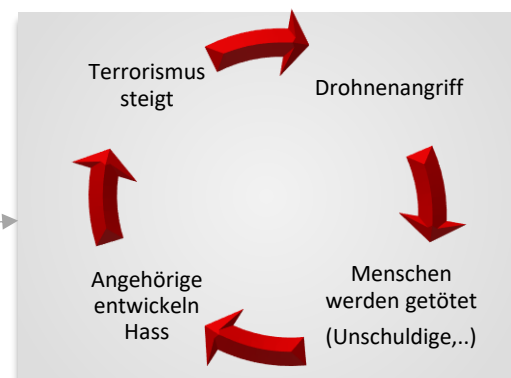 Terrorismus
steigt
Drohnenangriff
Menschen
werden getötet
(Unschuldige,..)
Angehörige
entwickeln
Hass